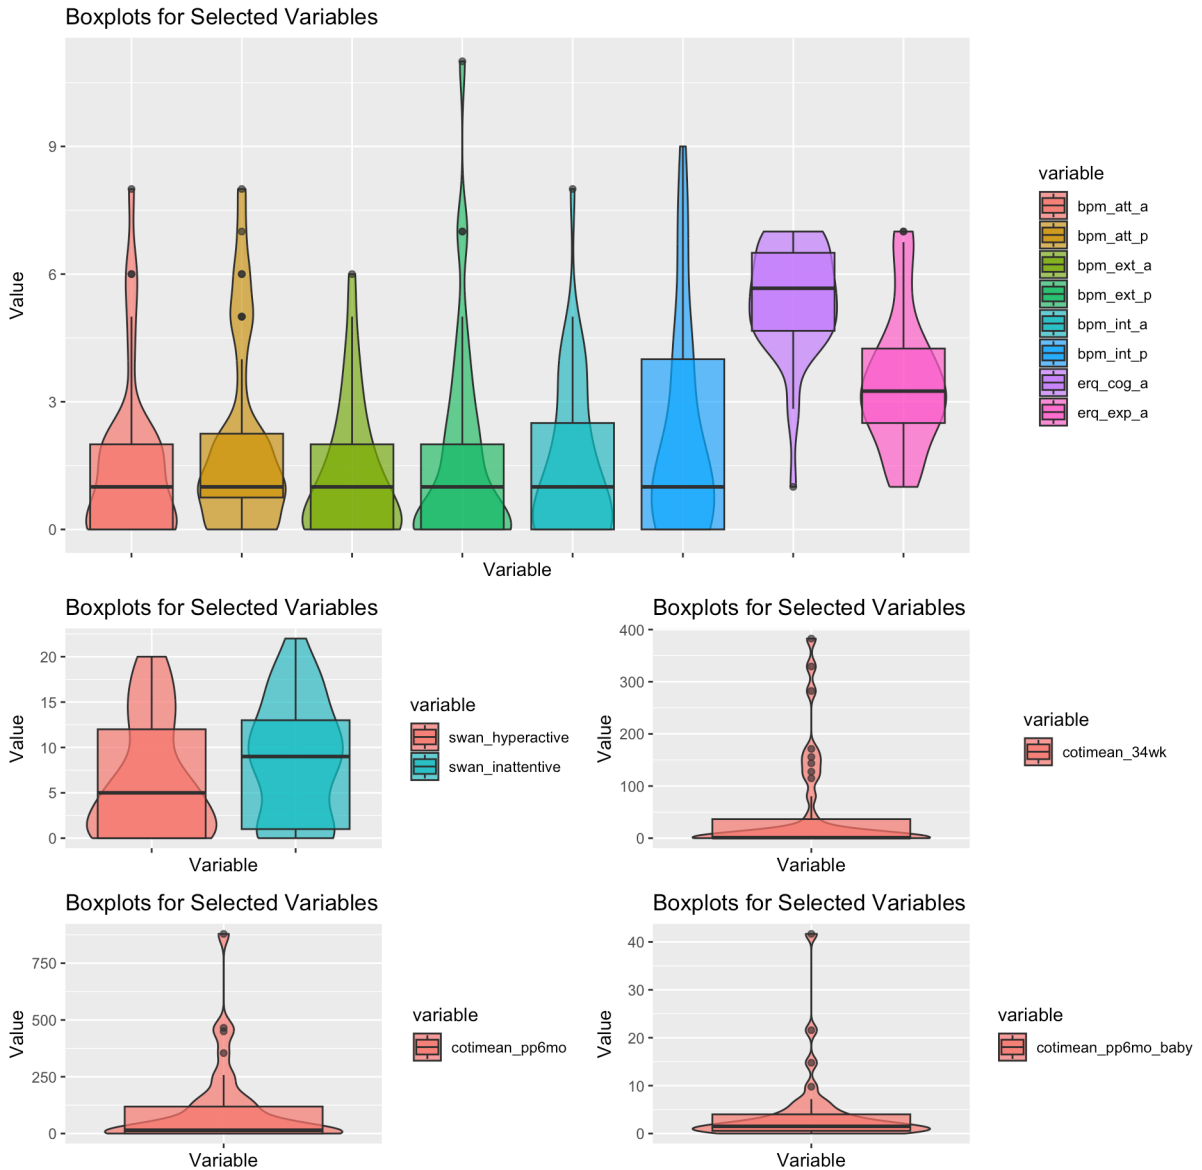 Boxplots for Selected Variables
Value
9
6
3
0
Variable
variable
bpm_att_a
bpm_att_p
bpm_ext_a
bpm_ext_p
bpm_int_a
bpm_int_p
erq_cog_a
erq_exp_a
Boxplots for Selected Variables
Value
20
15
10
5
0
Variable
variable
swan_hyperactive
swan_inattentive
Boxplots for Selected Variables
Value
400
300
200
100
0
Variable
variable
cotimean_34wk
Boxplots for Selected Variables
Value
750
500
250
0
Variable
variable
cotimean_pp6mo
Boxplots for Selected Variables
Value
40
30
20
10
0
Variable
variable
cotimean_pp6mo_baby